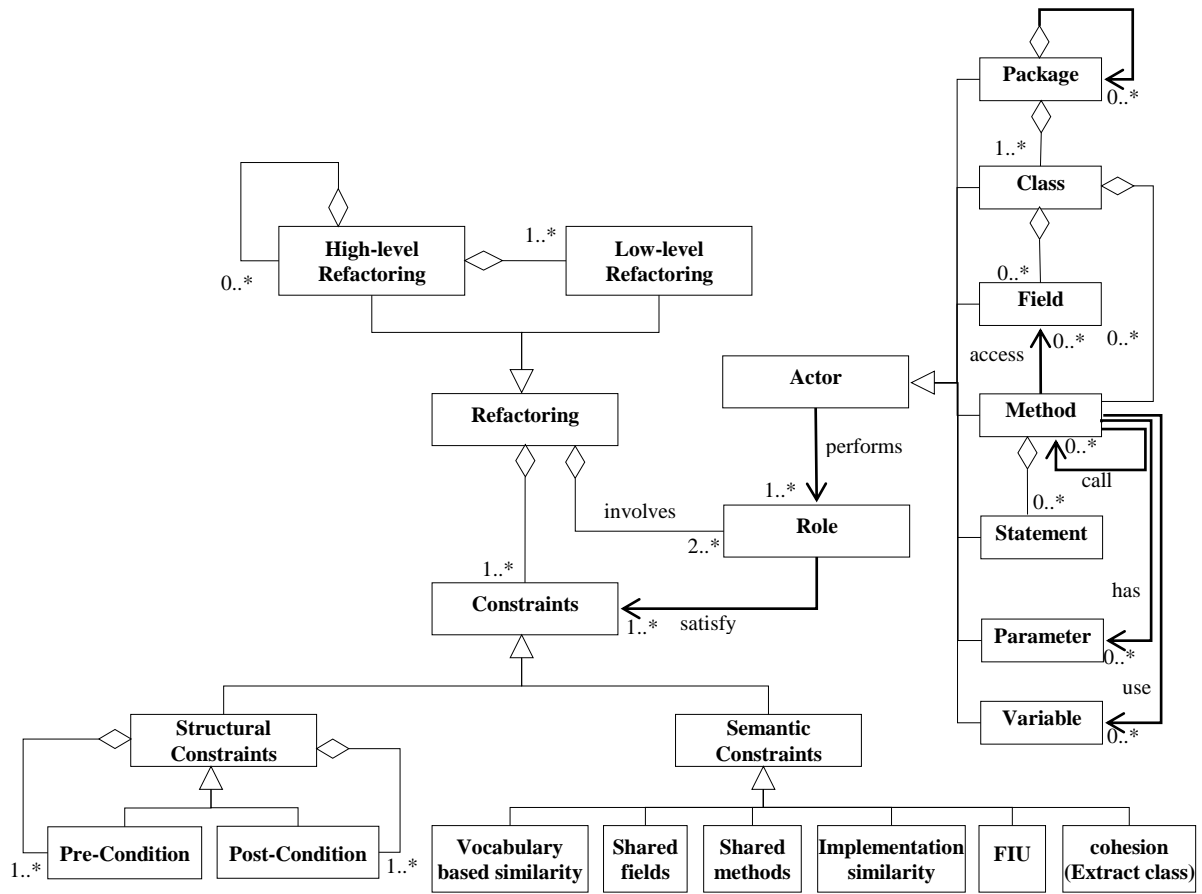 Package
0..*
1..*
Class
High-level
Refactoring
1..*
Low-level
Refactoring
0..*
0..*
Field
access
0..*
0..*
Actor
Refactoring
Method
0..*
performs
call
1..*
0..*
involves
Role
Statement
2..*
1..*
has
Constraints
1..*
satisfy
Parameter
0..*
use
Structural
Constraints
Semantic
Constraints
Variable
0..*
Pre-Condition
Post-Condition
1..*
1..*
Vocabulary
based similarity
Shared
fields
Shared
methods
Implementation
similarity
FIU
cohesion
(Extract class)